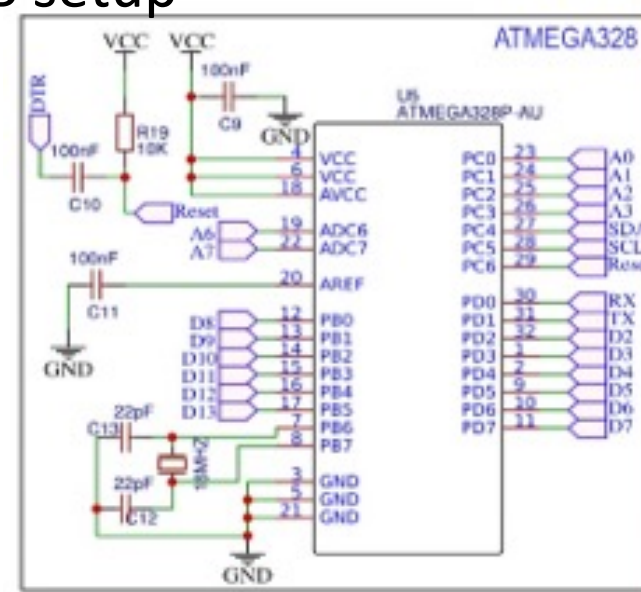 setup
ATMEGA328
VCC VCC
100nF
U5
ATMEGA328P-AU
DTR
C9
R19
10K
GND
100nF
C10
Reset
4 VCC
6 VCC
18 AVCC
A6 19 ADC6
A7 22 ADC7
100nF
C11
GND
20 AREF
D8 12 PB0
D9 13 PB1
D10 14 PB2
D11 15 PB3
D12 16 PB4
D13 17 PB5
7 PB6
8 PB7
22pF
C13
22pF
C12
3 GND
5 GND
21 GND
GND
PC0 23 A0
PC1 24 A1
PC2 25 A2
PC3 26 A3
PC4 27 SDA
PC5 28 SCL
PC6 29 Rese
PD0 30 RX
PD1 31 TX
PD2 32 D2
PD3 1 D3
PD4 2 D4
PD5 9 D5
PD6 10 D6
PD7 11 D7